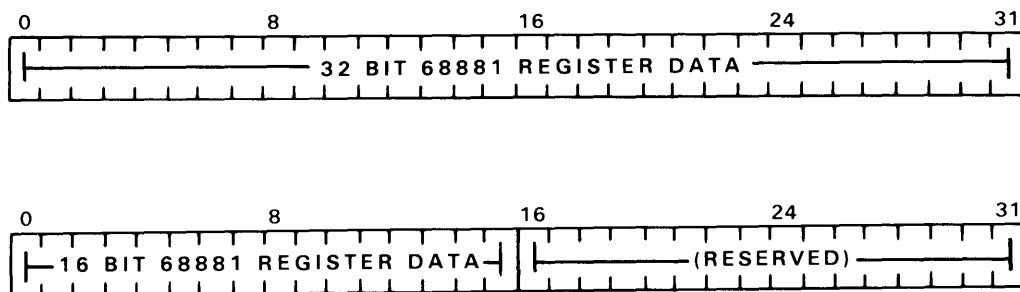 0 8 16 24 31
32 BIT 68881 REGISTER DATA
0 8 16 24 31
16 BIT 68881 REGISTER DATA (RESERVED)